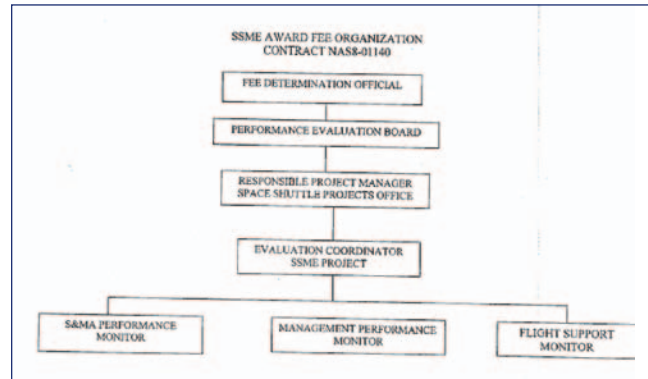 SSME AWARD FEE ORGANIZATION
CONTRACT NAS8-01140
FEE DETERMINATION OFFICIAL
PERFORMANCE EVALUATION BOARD
RESPONSIBLE PROJECT MANAGER
SPACE SHUTTLE PROJECTS OFFICE
EVALUATION COORDINATOR
SSME PROJECT
S&MA PERFORMANCE
MONITOR
MANAGEMENT PERFORMANCE
MONITOR
FLIGHT SUPPORT
MONITOR